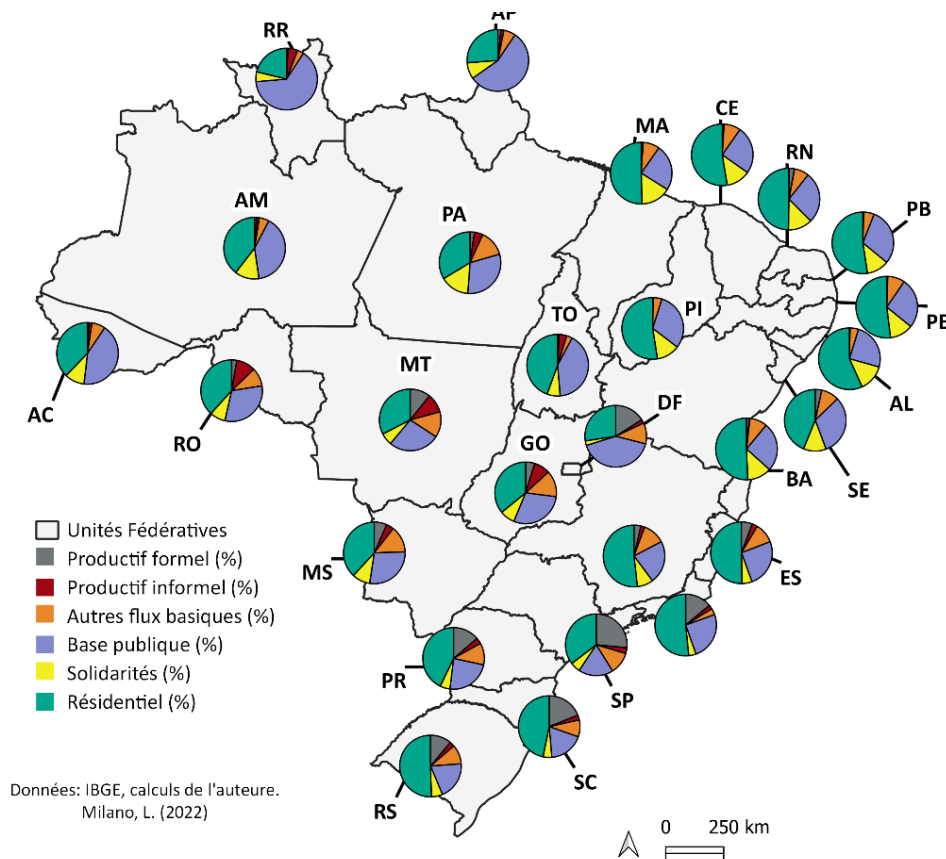 AP
RR
CE
MA
RN
AM
PA
PB
TO
PI
PE
MT
DF
AL
AC
RO
GO
BA
SE
Unités Fédératives
Productif formel (%)
MS
ES
Productif informel (%)
Autres flux basiques (%)
Base publique (%)
Solidarités (%)
PR
SP
Résidentiel (%)
SC
Données: IBGE, calculs de l'auteure.
RS
Milano, L. (2022)
0 250 km